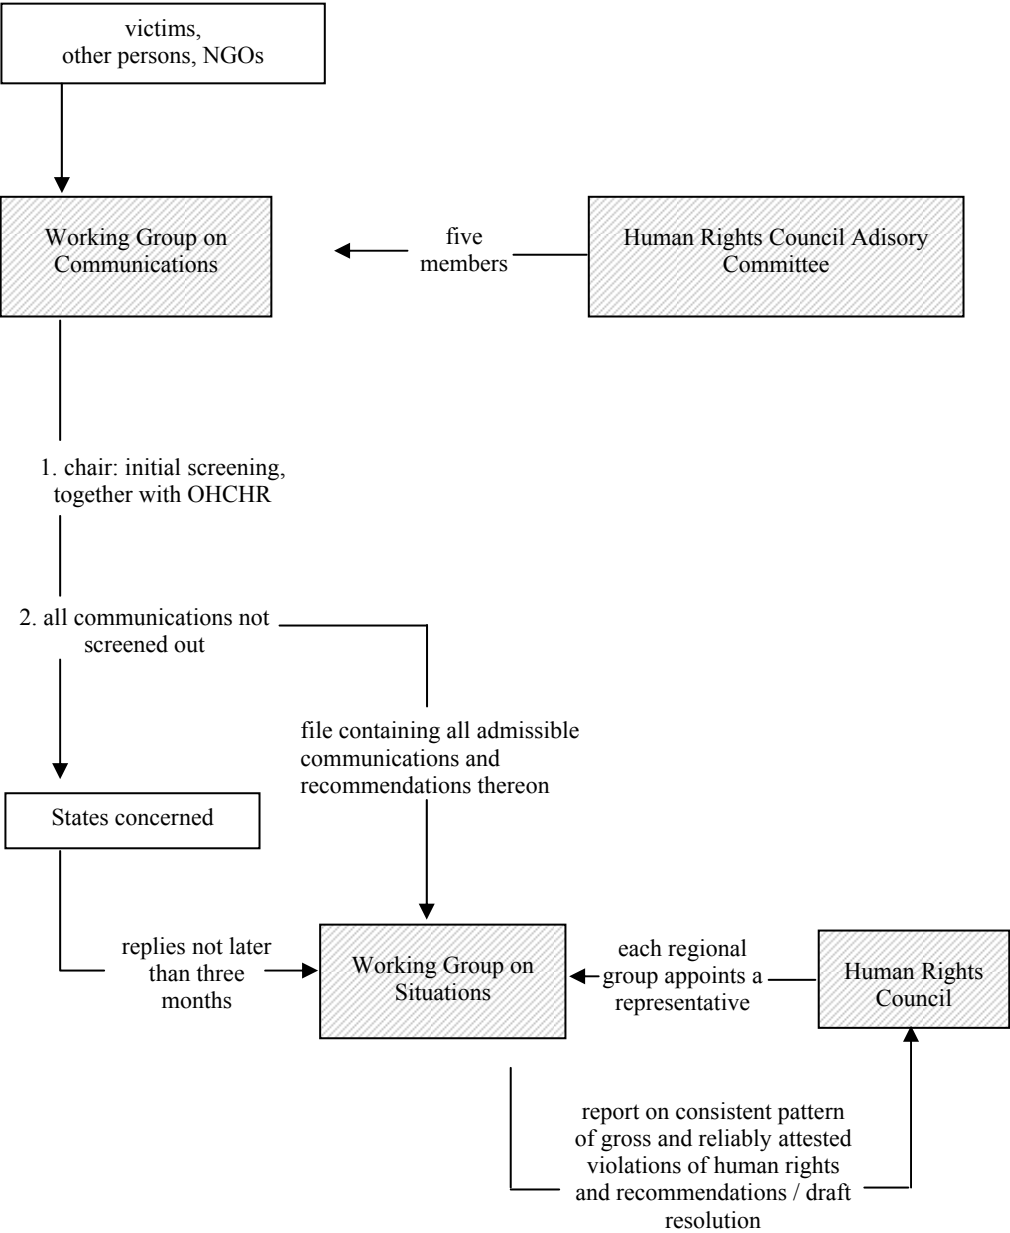 victims,
other persons, NGOs
Working Group on
Communications
five
members
Human Rights Council Adisory
Committee
1. chair: initial screening,
together with OHCHR
2. all communications not
screened out
file containing all admissible
communications and
recommendations thereon
States concerned
replies not later
than three
months
Working Group on
Situations
each regional
group appoints a
representative
Human Rights
Council
report on consistent pattern
of gross and reliably attested
violations of human rights
and recommendations / draft
resolution